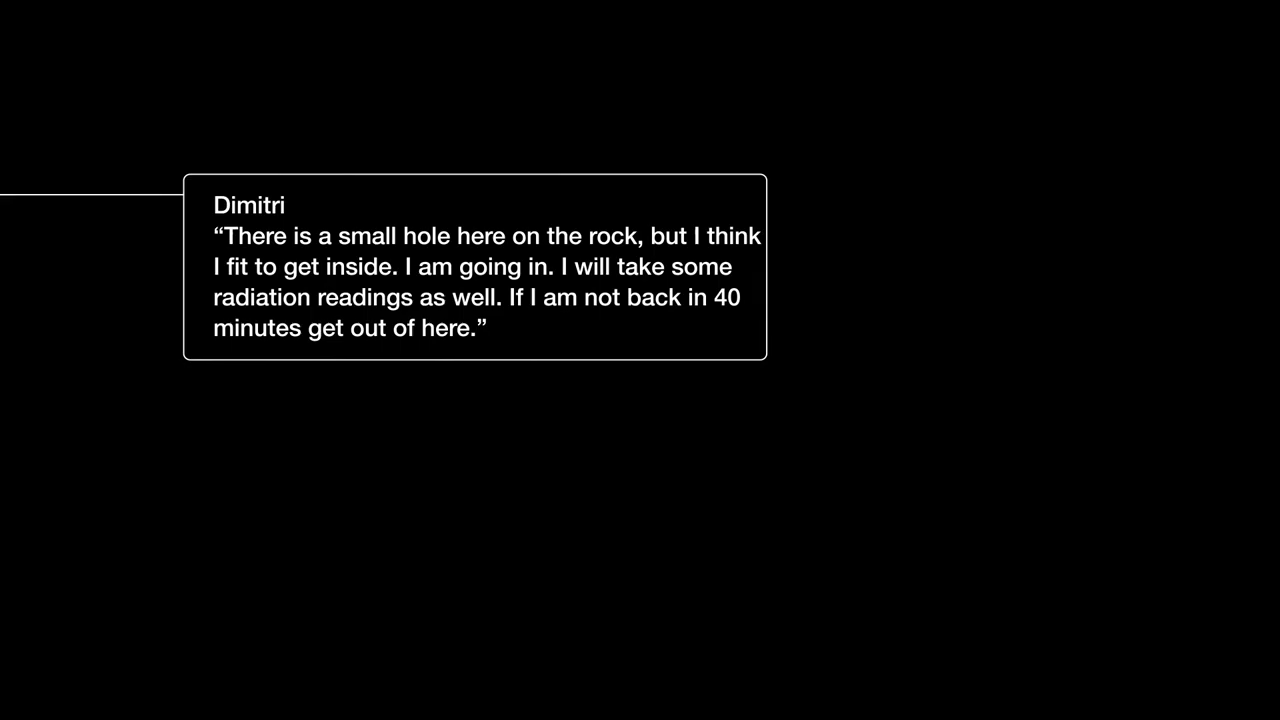 Dimitri
“There is a small hole here on the rock, but I think
I fit to get inside. I am going in. I will take some
radiation readings as well. If I am not back in 40
minutes get out of here.”